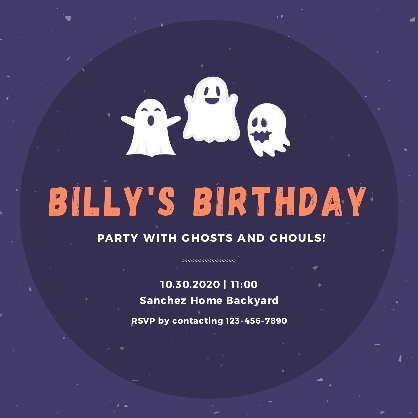 BILLY'S BIRTHDAY
PARTY WITH GHOSTS AND GHOULS!
10.30.2020 | 11:00
Sanchez Home Backyard
RSVP by contacting 123-456-7890